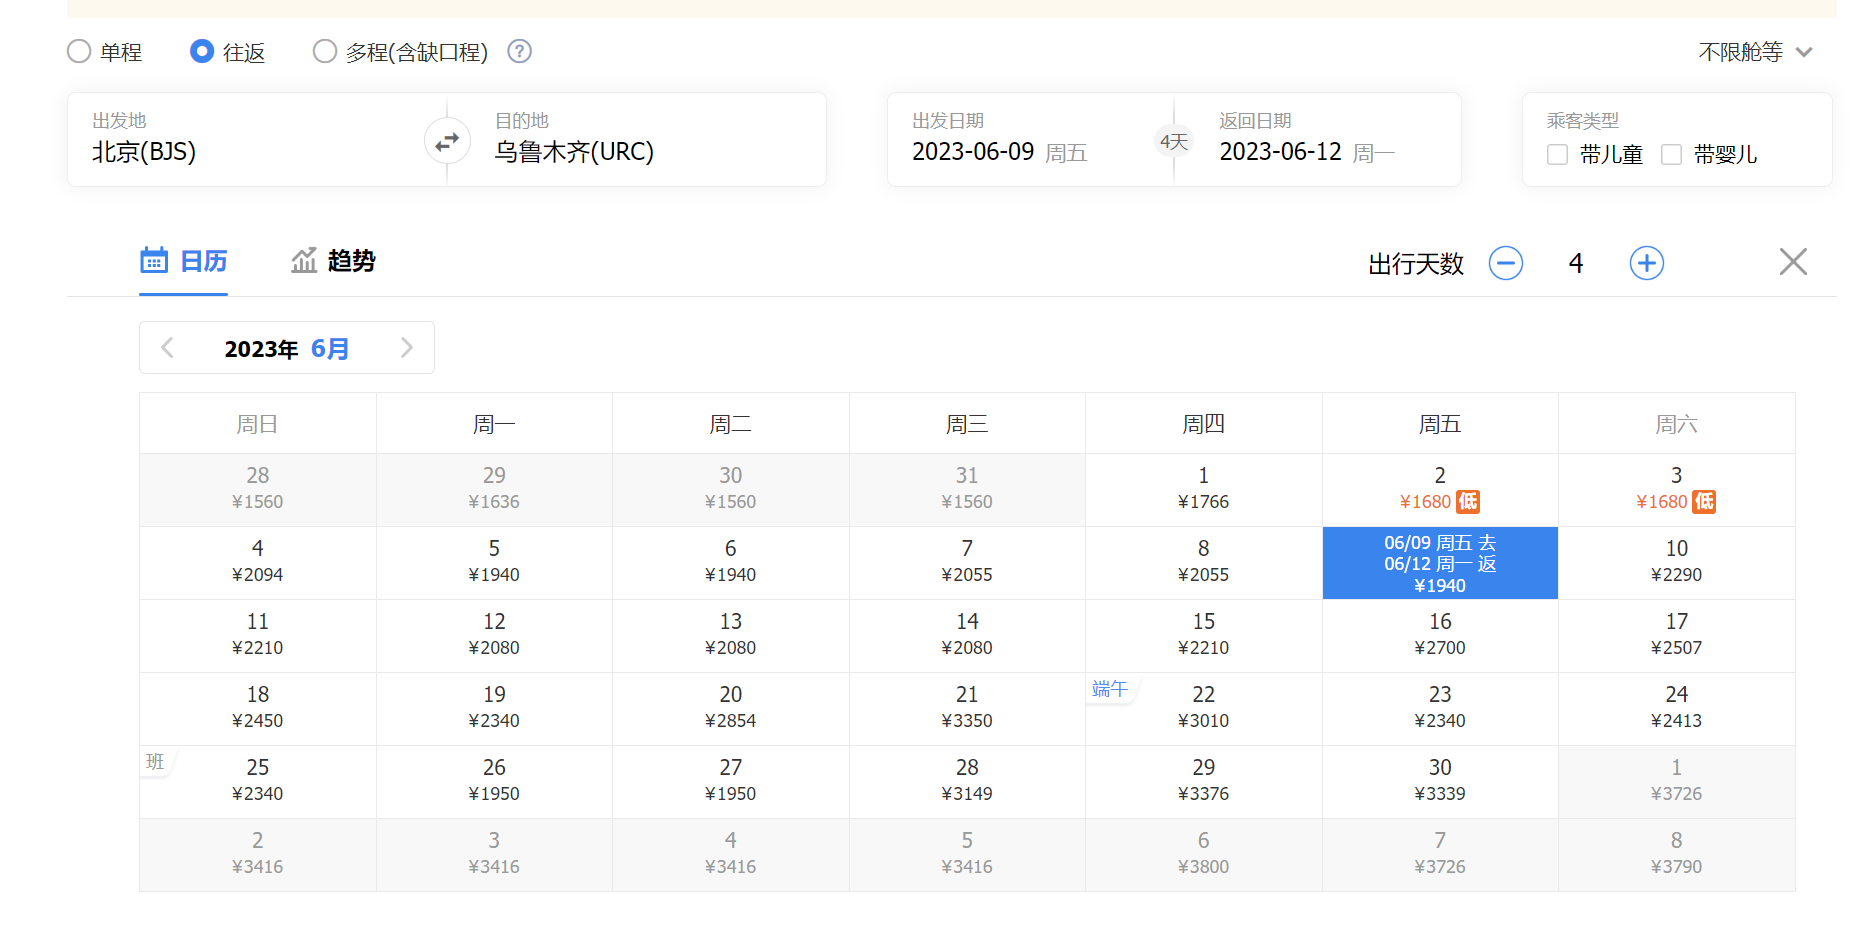 单程 往返 多程(含缺口程) ? 不限舱等
出发地 目的地 出发日期 返回日期 乘客类型
北京(BJS) 乌鲁木齐(URC) 2023-06-09 周五 4天 2023-06-12 周一 带儿童 带婴儿
日历 趋势 出行天数 4
2023年 6月
周日 周一 周二 周三 周四 周五 周六
28 29 30 31 1 2 3
¥1560 ¥1636 ¥1560 ¥1560 ¥1766 ¥1680 低 ¥1680 低
4 5 6 7 8 06/09 周五 去 10
06/12 周一 返
¥2094 ¥1940 ¥1940 ¥2055 ¥2055 ¥1940 ¥2290
11 12 13 14 15 16 17
¥2210 ¥2080 ¥2080 ¥2080 ¥2210 ¥2700 ¥2507
18 19 20 21 端午 22 23 24
¥2450 ¥2340 ¥2854 ¥3350 ¥3010 ¥2340 ¥2413
班 25 26 27 28 29 30 1
¥2340 ¥1950 ¥1950 ¥3149 ¥3376 ¥3339 ¥3726
2 3 4 5 6 7 8
¥3416 ¥3416 ¥3416 ¥3416 ¥3800 ¥3726 ¥3790